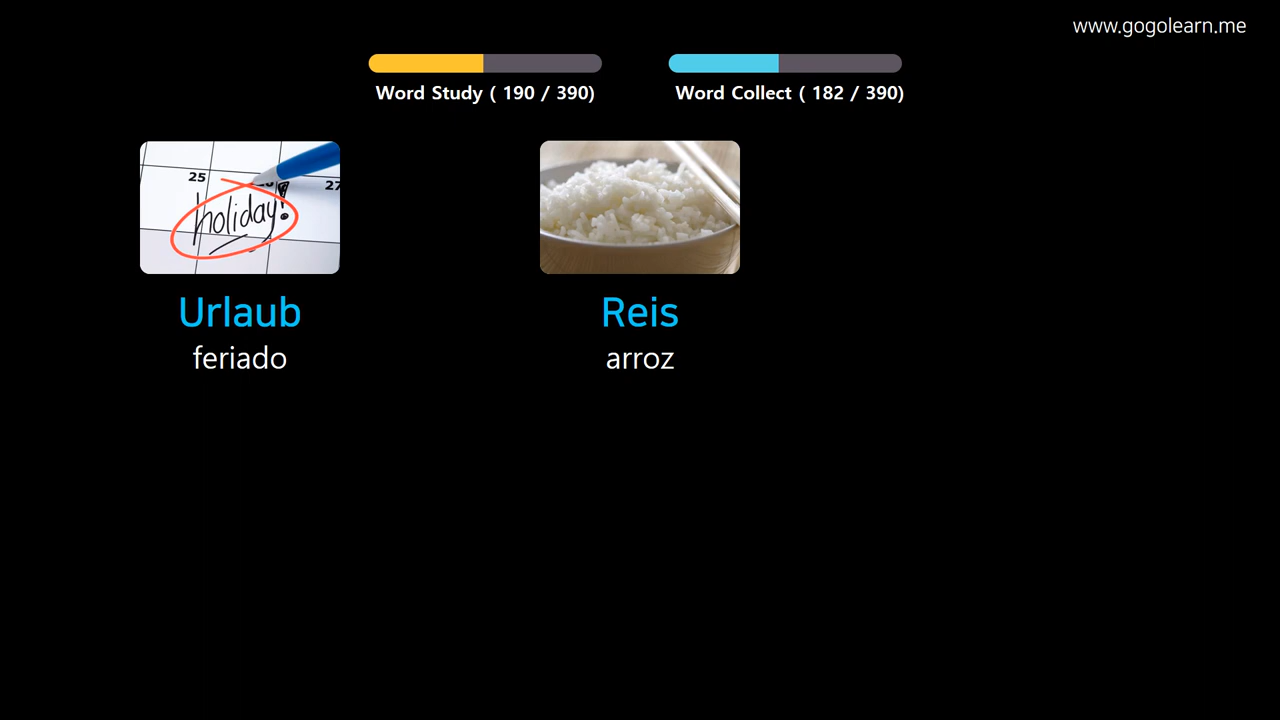 www.gogolearn.me
Word Study ( 190 / 390)
Word Collect ( 182 / 390)
25
27
holiday!
Urlaub
feriado
Reis
arroz